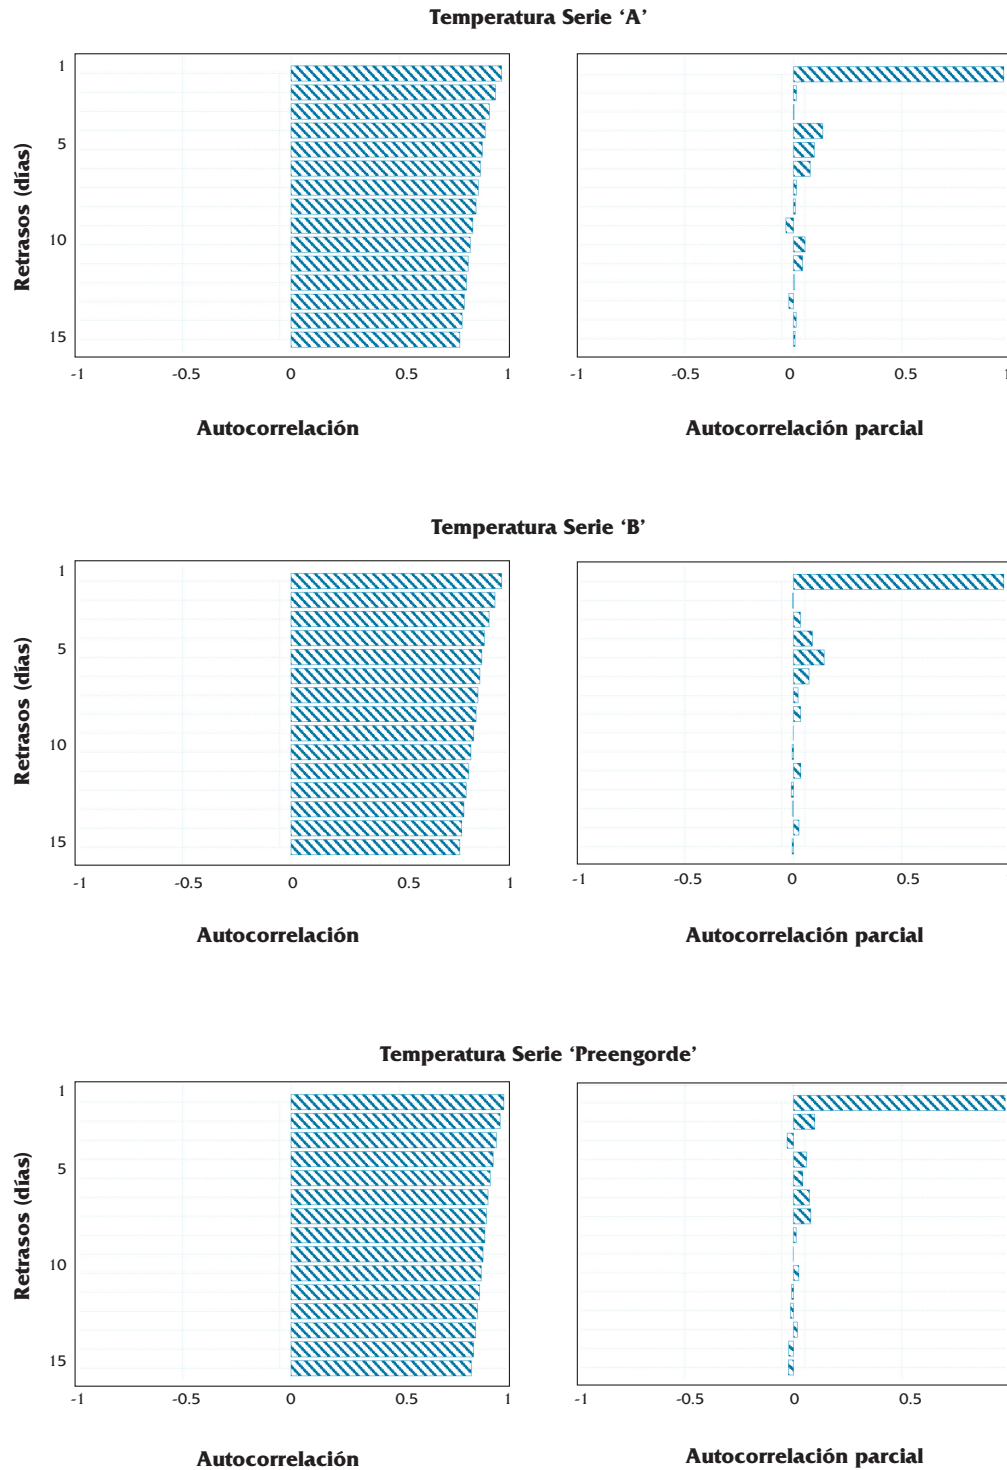 Temperatura Serie ‘A’
Retrasos (días)
1
5
10
15
-1 -0.5 0 0.5 1
Autocorrelación
-1 -0.5 0 0.5 1
Autocorrelación parcial
Temperatura Serie ‘B’
Retrasos (días)
1
5
10
15
-1 -0.5 0 0.5 1
Autocorrelación
-1 -0.5 0 0.5
Autocorrelación parcial
Temperatura Serie ‘Preengorde’
Retrasos (días)
1
5
10
15
-1 -0.5 0 0.5 1
Autocorrelación
-1 -0.5 0 0.5
Autocorrelación parcial